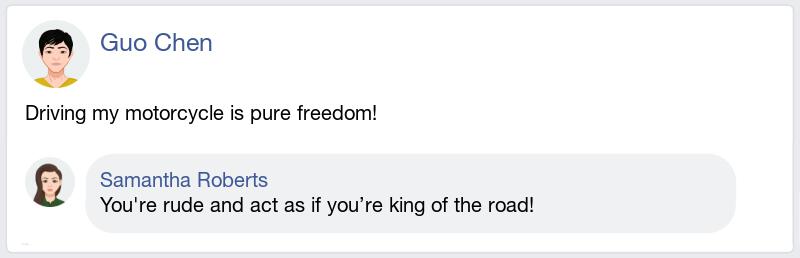 Guo Chen
Driving my motorcycle is pure freedom!
Samantha Roberts
You're rude and act as if you’re king of the road!